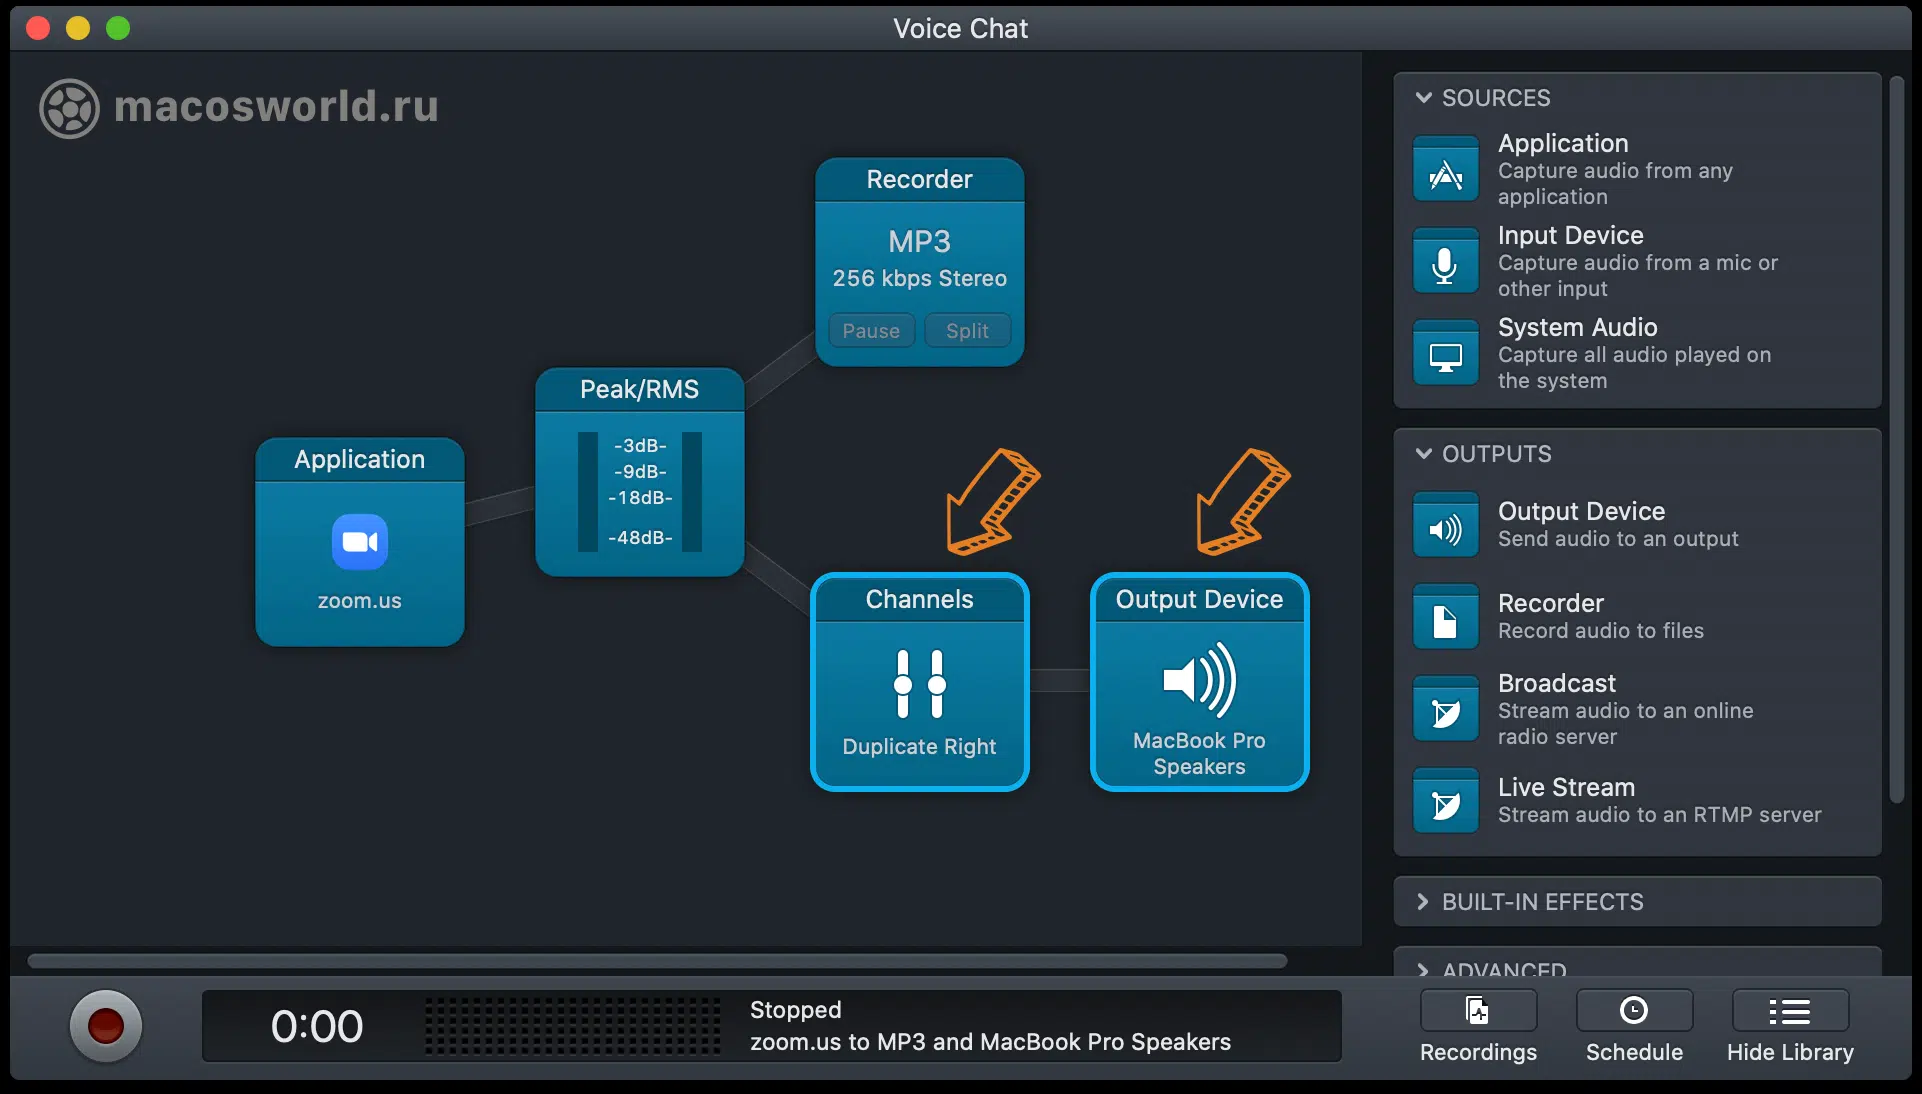 Voice Chat
macosworld.ru
Recorder
MP3
256 kbps Stereo
Pause
Split
Peak/RMS
-3dB-
-9dB-
-18dB-
-48dB-
Application
zoom.us
Channels
Duplicate Right
Output Device
MacBook Pro
Speakers
SOURCES
Application
Capture audio from any
application
Input Device
Capture audio from a mic or
other input
System Audio
Capture all audio played on
the system
OUTPUTS
Output Device
Send audio to an output
Recorder
Record audio to files
Broadcast
Stream audio to an online
radio server
Live Stream
Stream audio to an RTMP server
BUILT-IN EFFECTS
ADVANCED
0:00
Stopped
zoom.us to MP3 and MacBook Pro Speakers
Recordings
Schedule
Hide Library